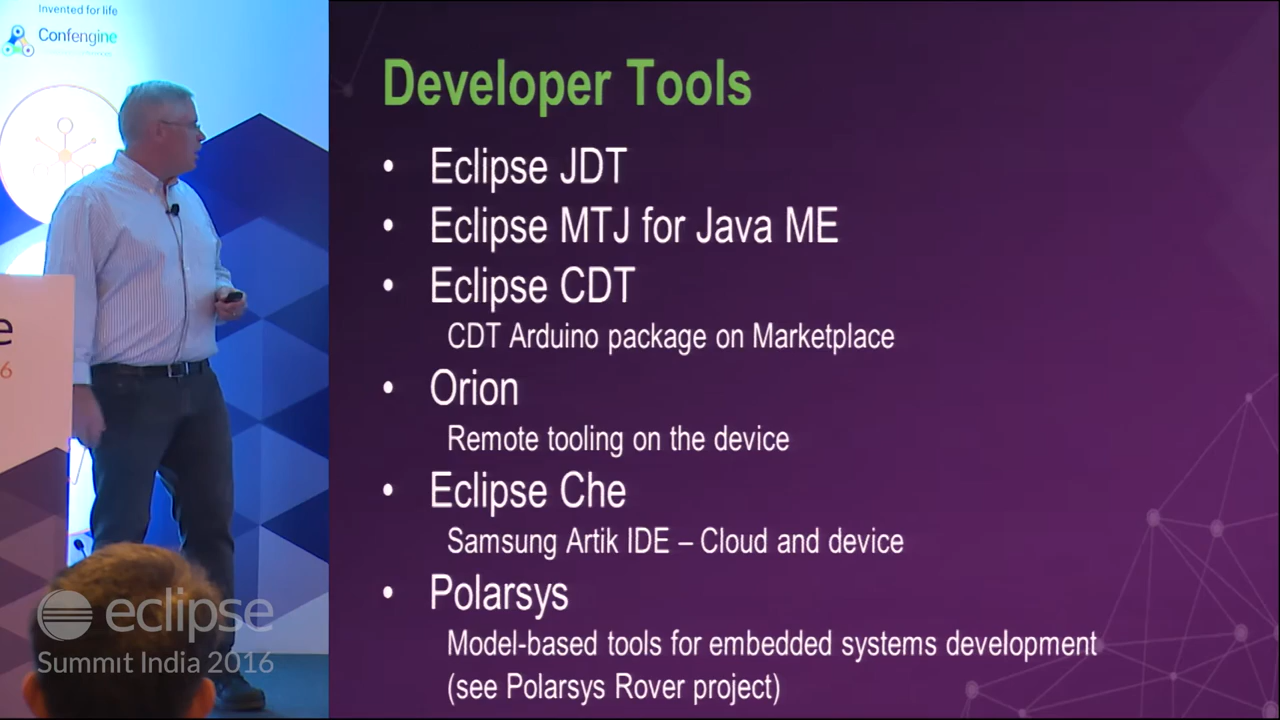 Invented for life
Confengine
e
6
Developer Tools
• Eclipse JDT
• Eclipse MTJ for Java ME
• Eclipse CDT
CDT Arduino package on Marketplace
• Orion
Remote tooling on the device
• Eclipse Che
Samsung Artik IDE – Cloud and device
• Polarsys
Model-based tools for embedded systems development
(see Polarsys Rover project)
eclipse
Summit India 2016